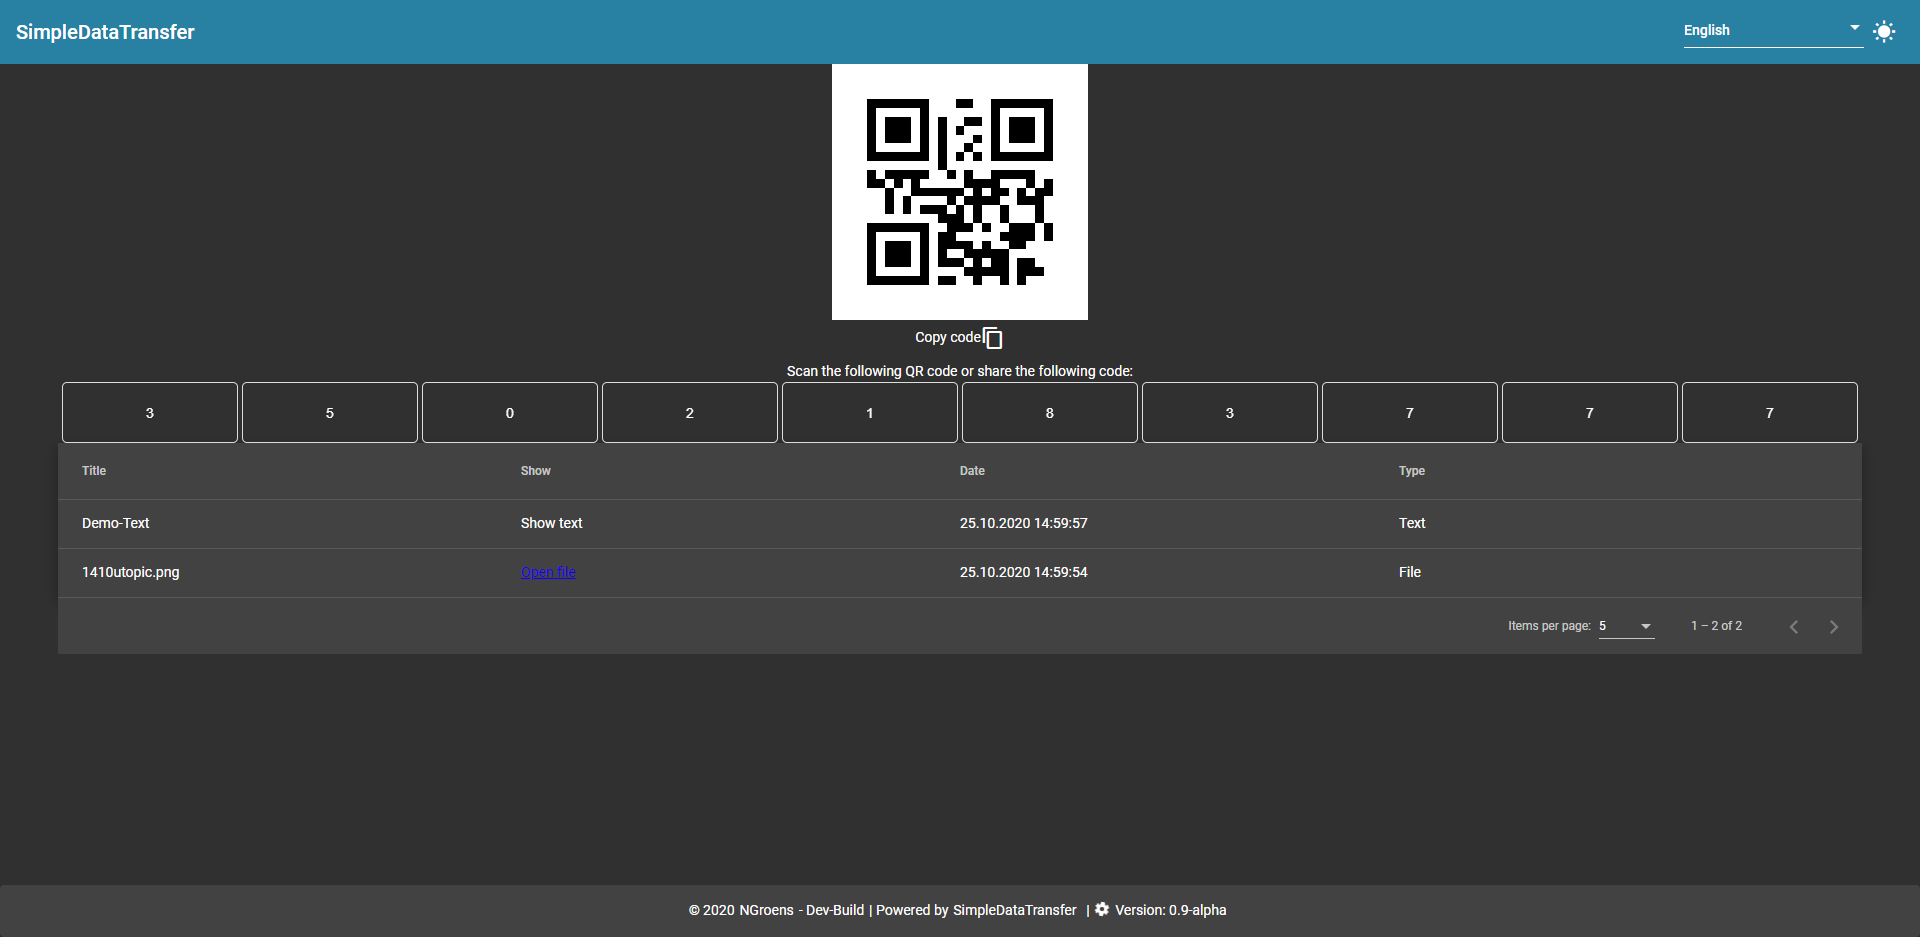 SimpleDataTransfer English
Copy code
Scan the following QR code or share the following code:
3 5 0 2 1 8 3 7 7 7
Title Show Date Type
Demo-Text Show text 25.10.2020 14:59:57 Text
1410utopic.png Open file 25.10.2020 14:59:54 File
Items per page: 5 1 – 2 of 2
© 2020 NGroens - Dev-Build | Powered by SimpleDataTransfer | Version: 0.9-alpha